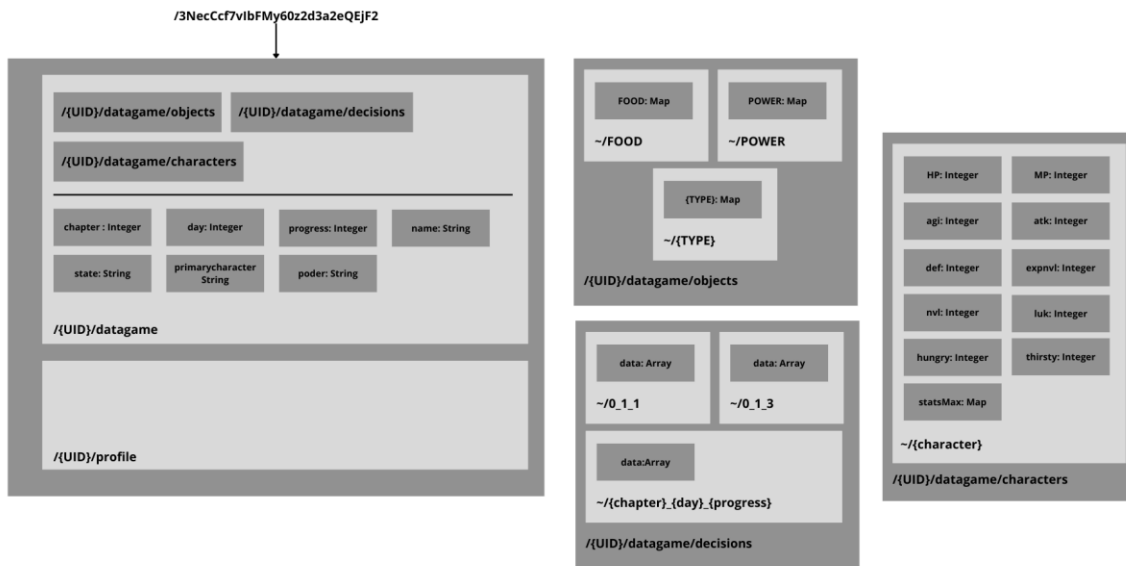 /3NecCcf7vIbFMy60z2d3a2eQEjF2
/{UID}/datagame/objects
/{UID}/datagame/decisions
/{UID}/datagame/characters
chapter : Integer
day: Integer
progress: Integer
name: String
state: String
primarycharacter
String
poder: String
/{UID}/datagame
/{UID}/profile
FOOD: Map
~/FOOD
POWER: Map
~/POWER
{TYPE}: Map
~/{TYPE}
/{UID}/datagame/objects
data: Array
~/0_1_1
data: Array
~/0_1_3
data:Array
~/{chapter}_{day}_{progress}
/{UID}/datagame/decisions
HP: Integer
MP: Integer
agi: Integer
atk: Integer
def: Integer
expnvl: Integer
nvl: Integer
luk: Integer
hungry: Integer
thirsty: Integer
statsMax: Map
~/{character}
/{UID}/datagame/characters